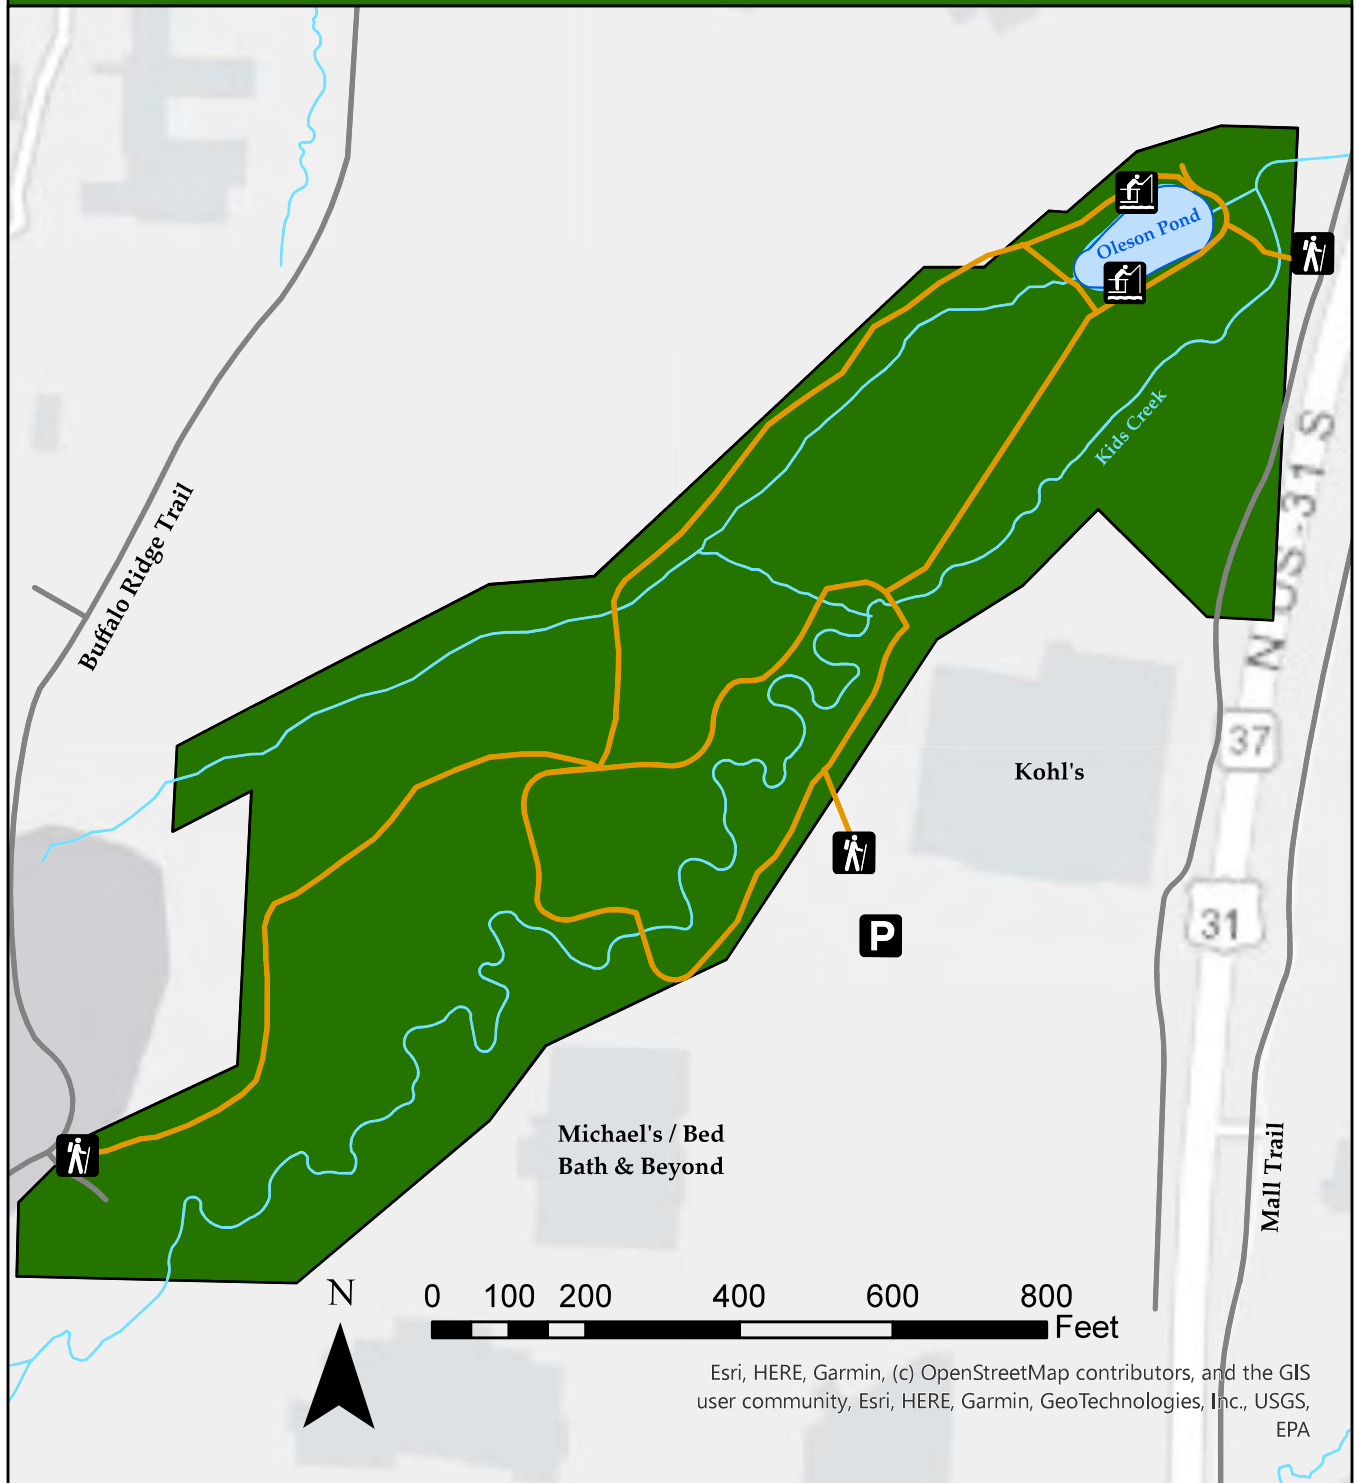 Oleson Pond
Kids Creek
N US-31 S
Buffalo Ridge Trail
37
Kohl's
31
P
Michael's / Bed
Bath & Beyond
Mall Trail
N
0 100 200 400 600 800
Feet
Esri, HERE, Garmin, (c) OpenStreetMap contributors, and the GIS
user community, Esri, HERE, Garmin, GeoTechnologies, Inc., USGS,
EPA